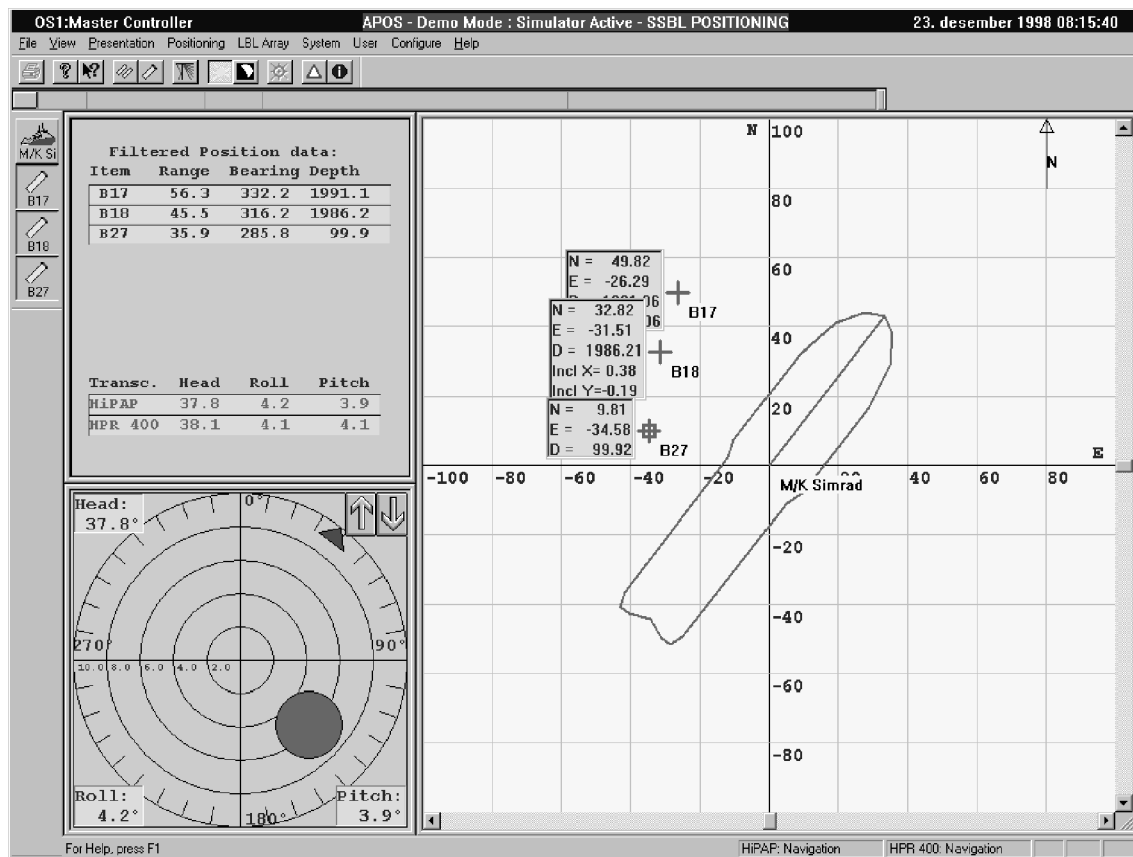 OS1:Master Controller APOS - Demo Mode : Simulator Active - SSBL POSITIONING 23. desember 1998 08:15:40
File View Presentation Positioning LBL Array System User Configure Help
M/K Si
B17
B18
B27
Filtered Position data:
Item Range Bearing Depth
B17 56.3 332.2 1991.1
B18 45.5 316.2 1986.2
B27 35.9 285.8 99.9
Transc. Head Roll Pitch
HiPAP 37.8 4.2 3.9
HPR 400 38.1 4.1 4.1
Head:
37.8°
0°
270°
90°
10.0 8.0 6.0 4.0 2.0
Roll:
4.2°
180°
Pitch:
3.9°
N 100
N
80
60
40
20
N = 49.82
E = -26.29
B17
N = 32.82
E = -31.51
D = 1986.21
Incl X= 0.38
Incl Y=-0.19
B18
N = 9.81
E = -34.58
D = 99.92
B27
E
-100 -80 -60 -40 -20 20 40 60 80
M/K Simrad
-20
-40
-60
-80
For Help, press F1 HiPAP: Navigation HPR 400: Navigation